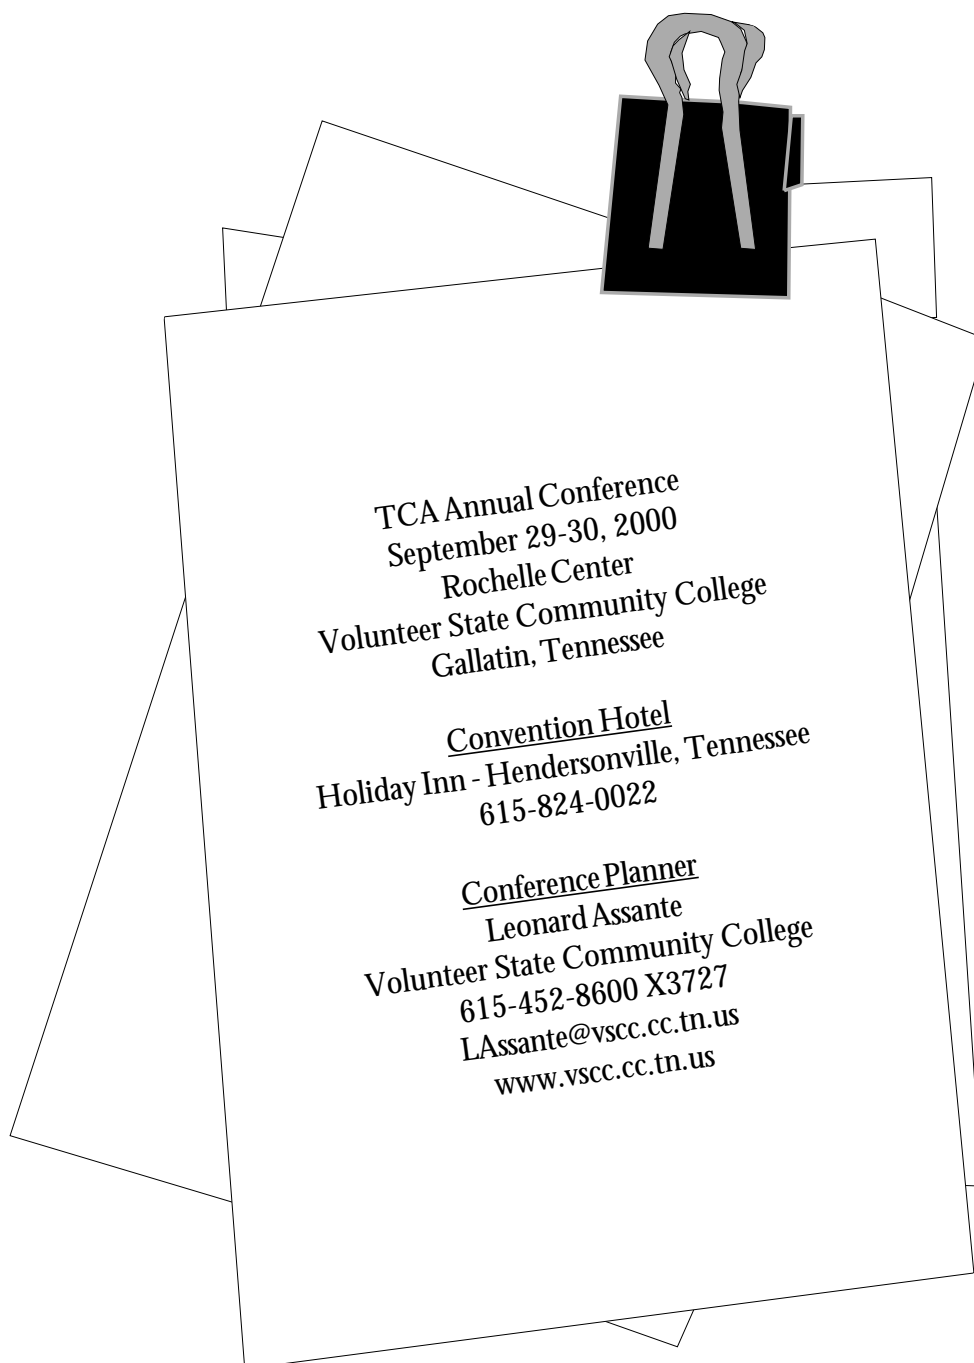 TCA Annual Conference
September 29-30, 2000
Rochelle Center
Volunteer State Community College
Gallatin, Tennessee
Convention Hotel
Holiday Inn - Hendersonville, Tennessee
615-824-0022
Conference Planner
Leonard Assante
Volunteer State Community College
615-452-8600 X3727
LAssante@vscc.cc.tn.us
www.vscc.cc.tn.us